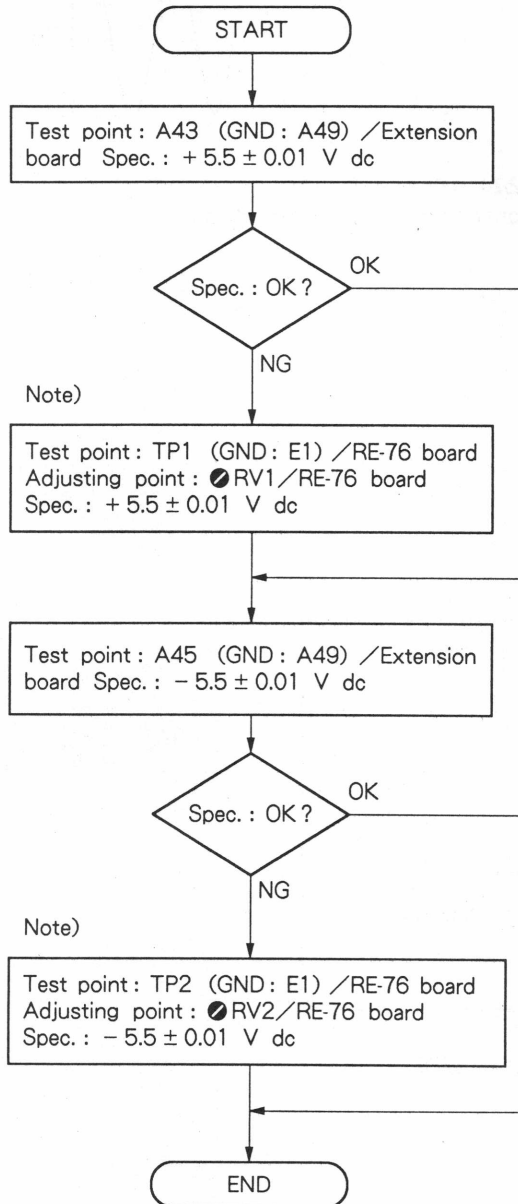 START
Test point : A43 (GND : A49) ／Extension
board Spec. : + 5.5 ± 0.01 V dc
Spec. : OK ?
OK
NG
Note)
Test point : TP1 (GND : E1) ／RE-76 board
Adjusting point : RV1／RE-76 board
Spec. : + 5.5 ± 0.01 V dc
Test point : A45 (GND : A49) ／Extension
board Spec. : − 5.5 ± 0.01 V dc
Spec. : OK ?
OK
NG
Note)
Test point : TP2 (GND : E1) ／RE-76 board
Adjusting point : RV2／RE-76 board
Spec. : − 5.5 ± 0.01 V dc
END